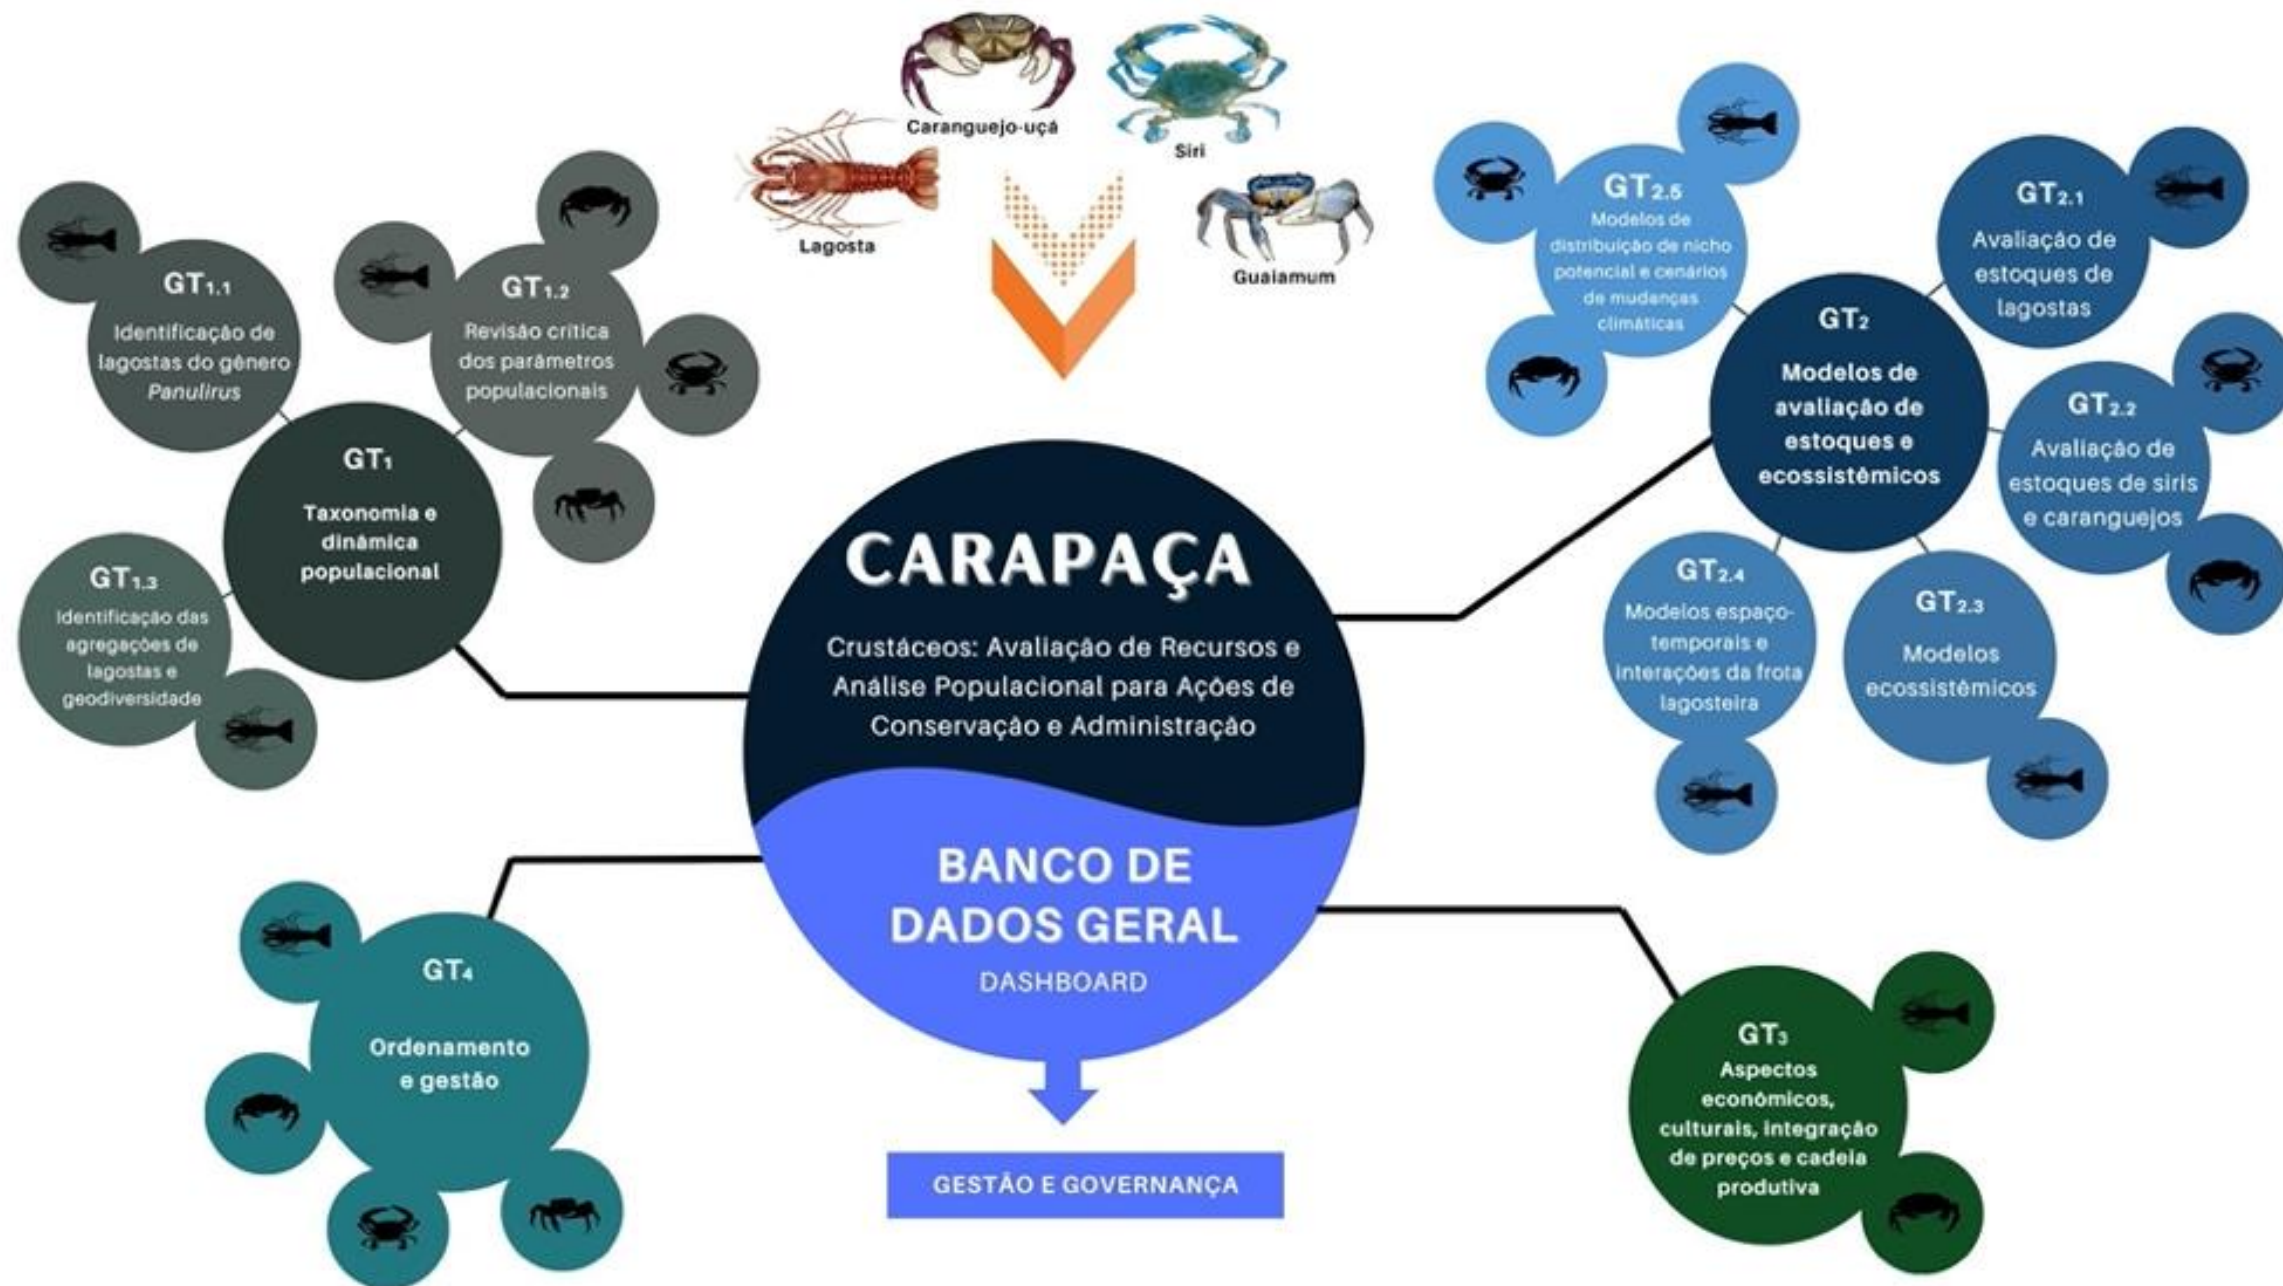 Caranguejo-uçá
Siri
Lagosta
Guaiamum
GT1.1
Identificação de
lagostas do gênero
Panulirus
GT1.2
Revisão crítica
dos parâmetros
populacionais
GT1
Taxonomia e
dinâmica
populacional
GT1.3
Identificação das
agregações de
lagostas e
geodiversidade
GT2.5
Modelos de
distribuição de nicho
potencial e cenários
de mudanças
climáticas
GT2.1
Avaliação de
estoques de
lagostas
GT2
Modelos de
avaliação de
estoques e
ecossistêmicos
GT2.2
Avaliação de
estoques de siris
e caranguejos
GT2.4
Modelos espaço-
temporais e
interações da frota
lagosteira
GT2.3
Modelos
ecossistêmicos
CARAPAÇA
Crustáceos: Avaliação de Recursos e
Análise Populacional para Ações de
Conservação e Administração
BANCO DE
DADOS GERAL
DASHBOARD
GT4
Ordenamento
e gestão
GT3
Aspectos
econômicos,
culturais, integração
de preços e cadeia
produtiva
GESTÃO E GOVERNANÇA